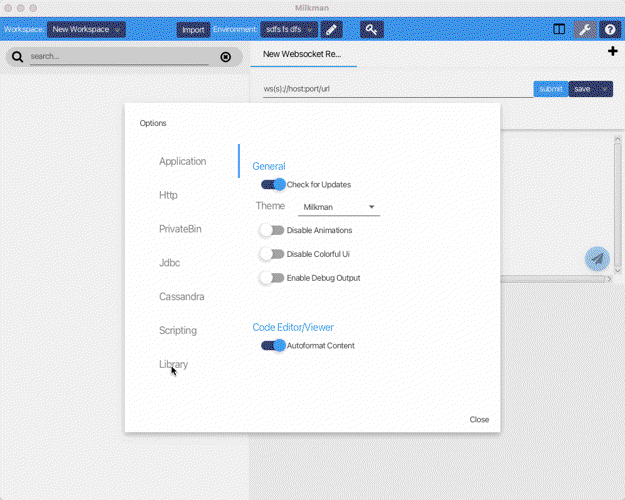 Milkman
Workspace: New Workspace Import Environment: sdfs fs dfs
search...
New Websocket Re...
ws(s)://host:port/url submit save
Options
Application
Http
PrivateBin
Jdbc
Cassandra
Scripting
Library
General
Check for Updates
Theme Milkman
Disable Animations
Disable Colorful Ui
Enable Debug Output
Code Editor/Viewer
Autoformat Content
Close